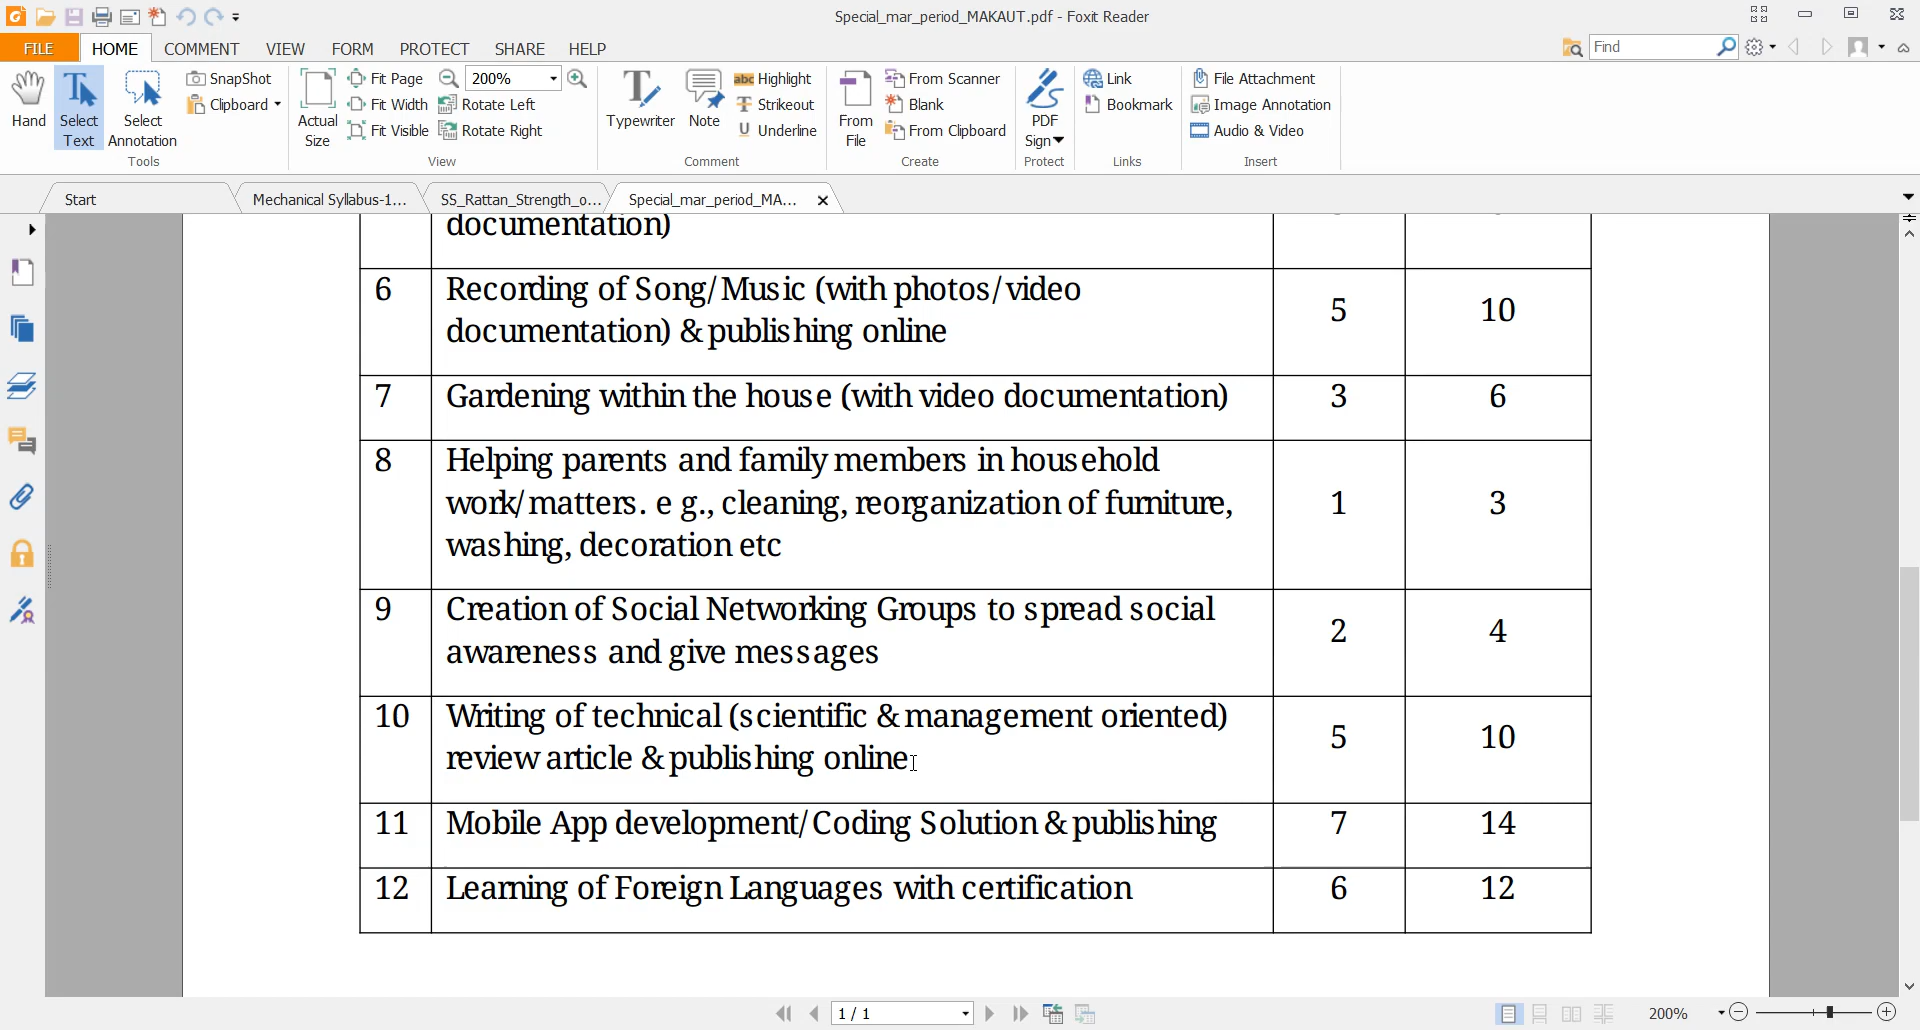 Special_mar_period_MAKAUT.pdf - Foxit Reader
FILE HOME COMMENT VIEW FORM PROTECT SHARE HELP Find
Hand
Select Text
Select Annotation
SnapShot
Clipboard
Tools
Actual Size
Fit Page
Fit Width
Fit Visible
200%
Rotate Left
Rotate Right
View
Typewriter
Note
abc Highlight
Strikeout
U Underline
Comment
From File
From Scanner
Blank
From Clipboard
Create
PDF Sign
Protect
Link
Bookmark
Links
File Attachment
Image Annotation
Audio & Video
Insert
Start Mechanical Syllabus-1... SS_Rattan_Strength_o... Special_mar_period_MA...
documentation)
6 Recording of Song/Music (with photos/video 5 10
documentation) & publishing online
7 Gardening within the house (with video documentation) 3 6
8 Helping parents and family members in household
work/matters. e g., cleaning, reorganization of furniture, 1 3
washing, decoration etc
9 Creation of Social Networking Groups to spread social 2 4
awareness and give messages
10 Writing of technical (scientific & management oriented) 5 10
review article & publishing online
11 Mobile App development/Coding Solution & publishing 7 14
12 Learning of Foreign Languages with certification 6 12
1 / 1 200%